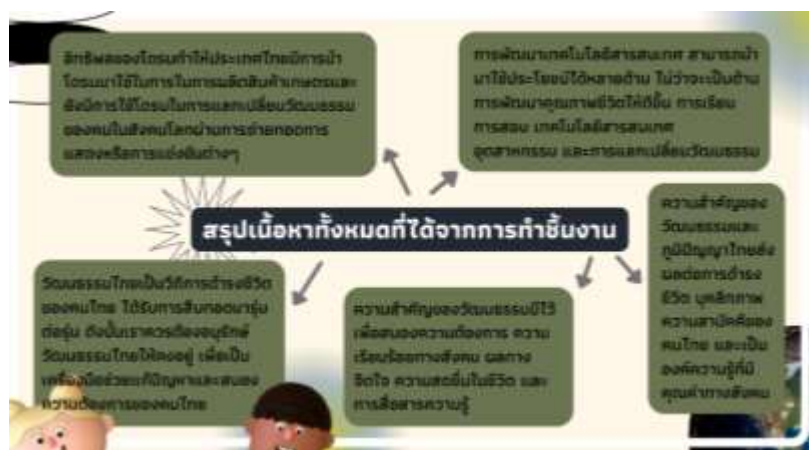 อิทธิพลของโดรนทำให้ประเทศไทยมีการนำ
โดรนมาใช้ในการในการผลิตสินค้าเกษตรและ
ยังมีการใช้โดรนในการแลกเปลี่ยนวัฒนธรรม
ของคนในสังคมโลกผ่านการถ่ายทอดการ
แสดงหรือการแข่งขันต่างๆ
การพัฒนาเทคโนโลยีสารสนเทศ สามารถนำ
มาใช้ประโยชน์ได้หลายด้าน ไม่ว่าจะเป็นด้าน
การพัฒนาคุณภาพชีวิตให้ดีขึ้น การเรียน
การสอน เทคโนโลยีสารสนเทศ
อุตสาหกรรม และการแลกเปลี่ยนวัฒนธรรม
สรุปเนื้อหาทั้งหมดที่ได้จากการทำชิ้นงาน
วัฒนธรรมไทยเป็นวิถีการดำรงชีวิต
ของคนไทย ได้รับการสืบทอดมารุ่น
ต่อรุ่น ดังนั้นเราควรต้องอนุรักษ์
วัฒนธรรมไทยให้คงอยู่ เพื่อเป็น
เครื่องมือช่วยแก้ปัญหาและสนอง
ความต้องการของคนไทย
ความสำคัญของวัฒนธรรมมีไว้
เพื่อสนองความต้องการ ความ
เรียบร้อยทางสังคม ผลทาง
จิตใจ ความสดชื่นในชีวิต และ
การสื่อสารความรู้
ความสำคัญของ
วัฒนธรรมและ
ภูมิปัญญาไทยส่ง
ผลต่อการดำรง
ชีวิต บุคลิกภาพ
ความสามัคคีของ
คนไทย และเป็น
องค์ความรู้ที่มี
คุณค่าทางสังคม